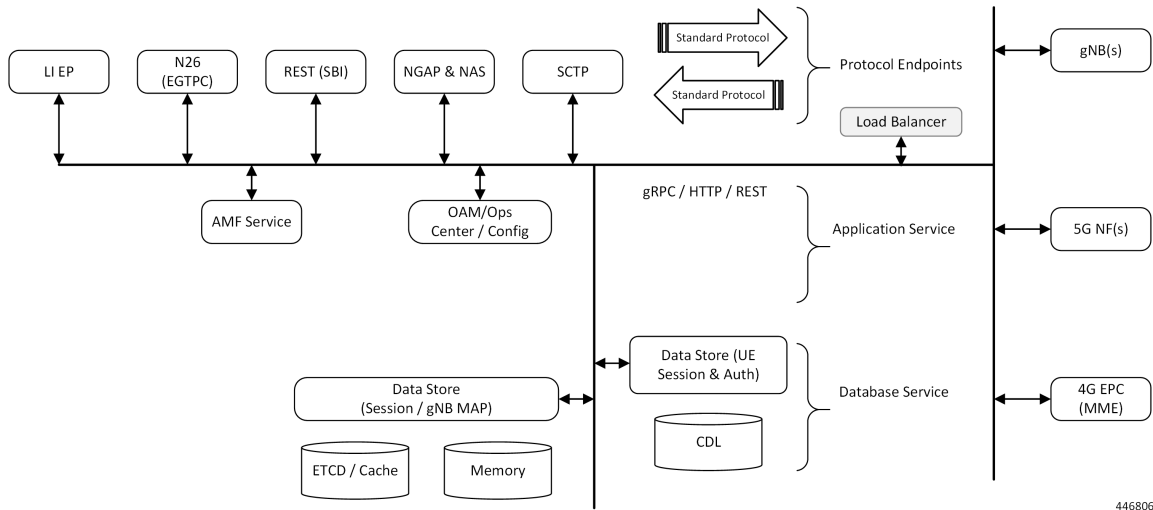 LI EP
N26
(EGTPC)
REST (SBI)
NGAP & NAS
SCTP
Standard Protocol
Standard Protocol
Protocol Endpoints
gNB(s)
Load Balancer
AMF Service
OAM/Ops
Center / Config
gRPC / HTTP / REST
Application Service
5G NF(s)
Data Store (UE
Session & Auth)
Data Store
(Session / gNB MAP)
Database Service
4G EPC
(MME)
ETCD / Cache
Memory
CDL
446806